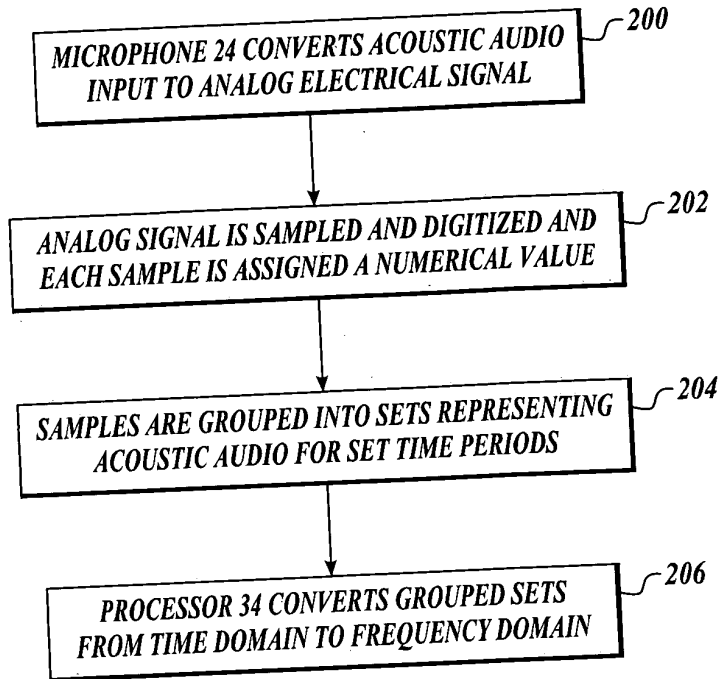 200
MICROPHONE 24 CONVERTS ACOUSTIC AUDIO
INPUT TO ANALOG ELECTRICAL SIGNAL
202
ANALOG SIGNAL IS SAMPLED AND DIGITIZED AND
EACH SAMPLE IS ASSIGNED A NUMERICAL VALUE
204
SAMPLES ARE GROUPED INTO SETS REPRESENTING
ACOUSTIC AUDIO FOR SET TIME PERIODS
206
PROCESSOR 34 CONVERTS GROUPED SETS
FROM TIME DOMAIN TO FREQUENCY DOMAIN